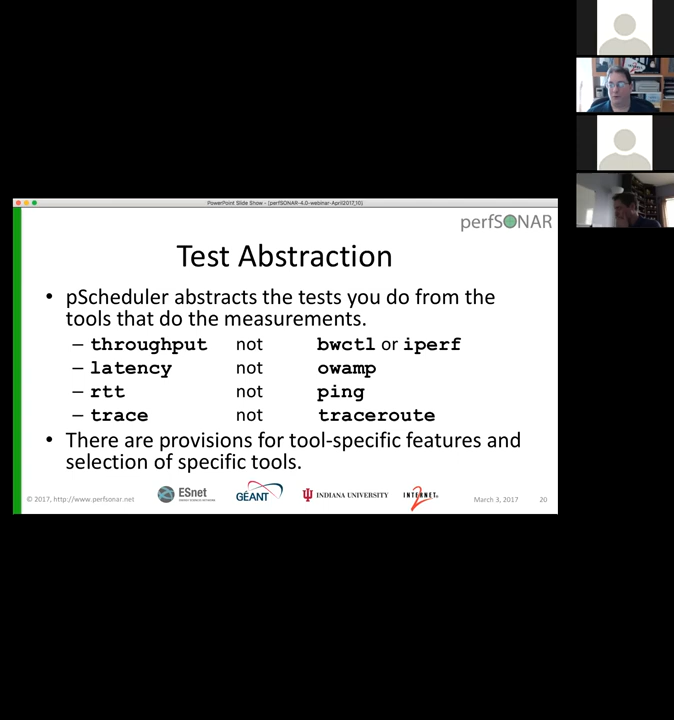 PowerPoint Slide Show - [perfSONAR-4.0-webinar-April2017_10]
perfSONAR
Test Abstraction
• pScheduler abstracts the tests you do from the
tools that do the measurements.
– throughput not bwctl or iperf
– latency not owamp
– rtt not ping
– trace not traceroute
• There are provisions for tool-specific features and
selection of specific tools.
© 2017, http://www.perfsonar.net
ESnet
GÉANT
INDIANA UNIVERSITY
INTERNET
2
March 3, 2017
20